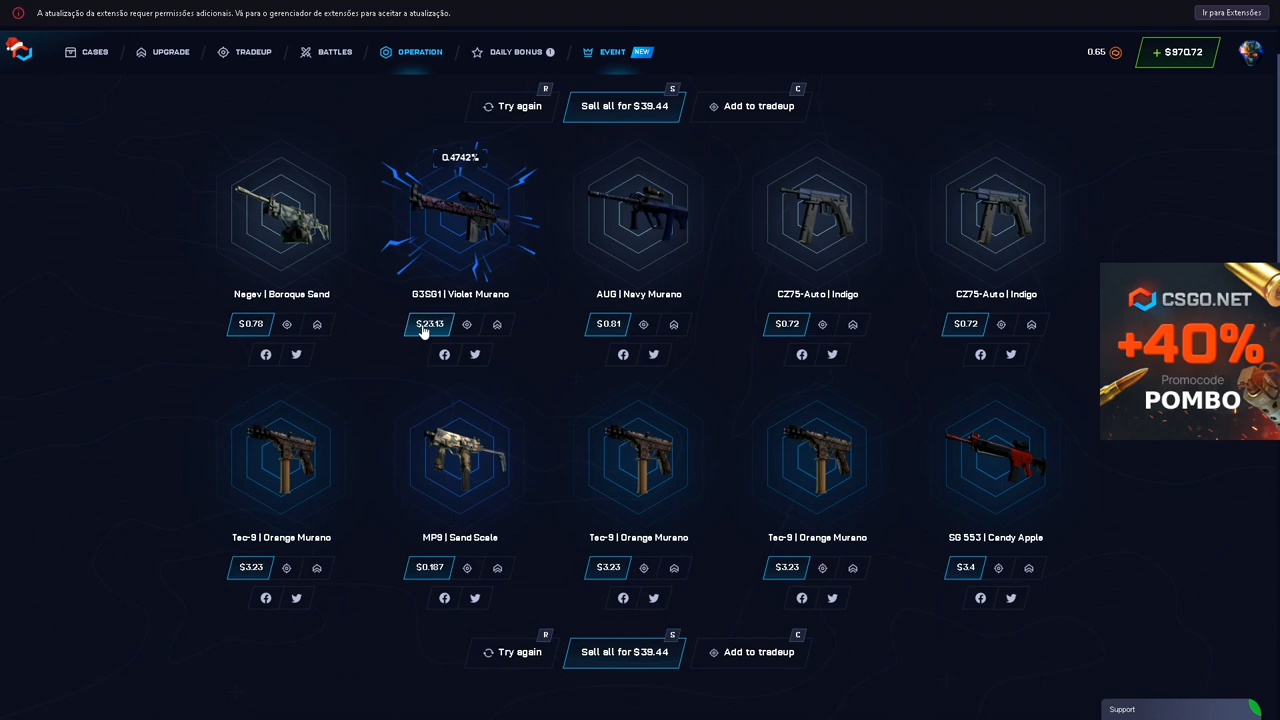 A atualização da extensão requer permissões adicionais. Vá para o gerenciador de extensões para aceitar a atualização.
Ir para Extensões
CASES / UPGRADE / TRADEUP / BATTLES / OPERATION / DAILY BONUS / EVENT NEW
0.65
+ $970.72
R
S
C
Try again
Sell all for $39.44
Add to tradeup
0.4742%
Negev | Boroque Sand
G3SG1 | Violet Murano
AUG | Navy Murano
CZ75-Auto | Indigo
CZ75-Auto | Indigo
$0.78
$23.13
$0.81
$0.72
$0.72
CSGO.NET
+40%
Promocode
POMBO
Tec-9 | Orange Murano
MP9 | Sand Scale
Tec-9 | Orange Murano
Tec-9 | Orange Murano
SG 553 | Candy Apple
$3.23
$0.187
$3.23
$3.23
$3.4
R
S
C
Try again
Sell all for $39.44
Add to tradeup
Support